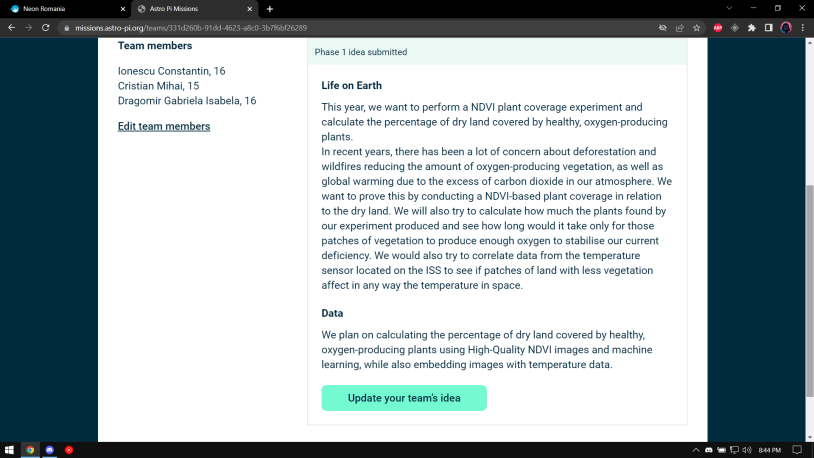 Neon Romania
Astro Pi Missions
missions.astro-pi.org/teams/331d260b-91dd-4623-a8c0-3b7f6bf26289
Team members
Ionescu Constantin, 16
Cristian Mihai, 15
Dragomir Gabriela Isabela, 16
Edit team members
Phase 1 idea submitted
Life on Earth
This year, we want to perform a NDVI plant coverage experiment and
calculate the percentage of dry land covered by healthy, oxygen-producing
plants.
In recent years, there has been a lot of concern about deforestation and
wildfires reducing the amount of oxygen-producing vegetation, as well as
global warming due to the excess of carbon dioxide in our atmosphere. We
want to prove this by conducting a NDVI-based plant coverage in relation
to the dry land. We will also try to calculate how much the plants found by
our experiment produced and see how long would it take only for those
patches of vegetation to produce enough oxygen to stabilise our current
deficiency. We would also try to correlate data from the temperature
sensor located on the ISS to see if patches of land with less vegetation
affect in any way the temperature in space.
Data
We plan on calculating the percentage of dry land covered by healthy,
oxygen-producing plants using High-Quality NDVI images and machine
learning, while also embedding images with temperature data.
Update your team's idea
8:44 PM